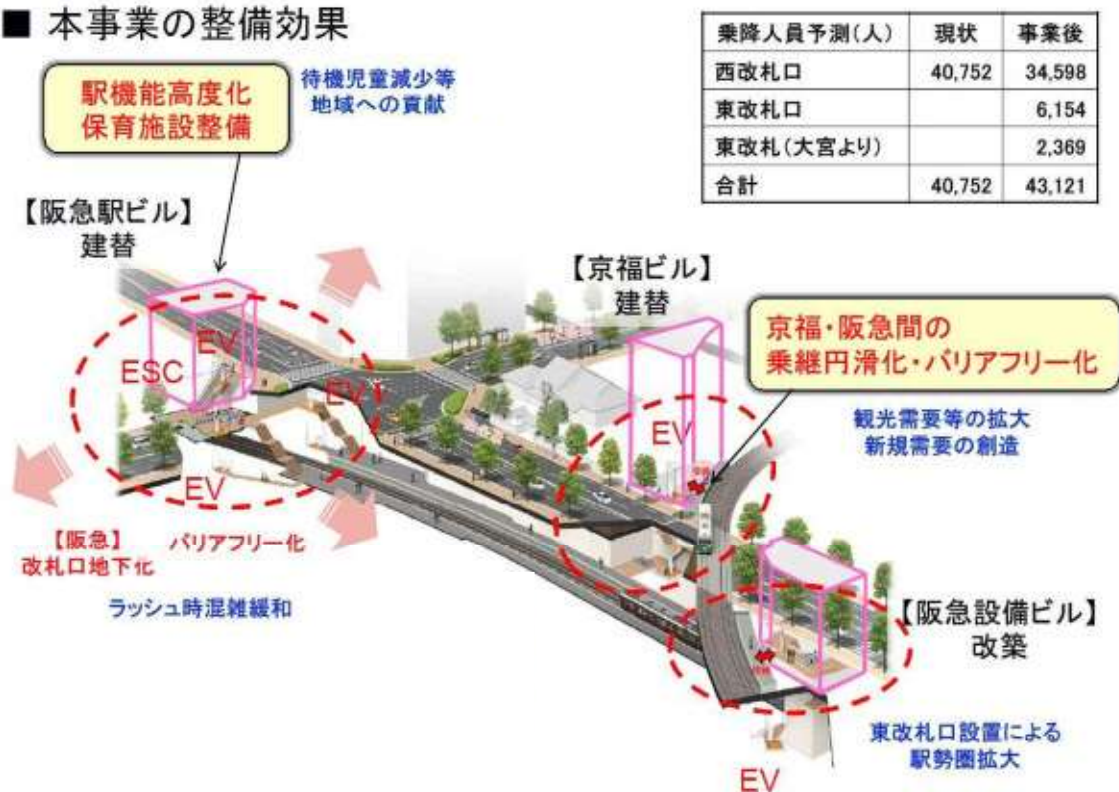 ■ 本事業の整備効果
乗降人員予測(人) 現状 事業後
西改札口 40,752 34,598
東改札口 6,154
東改札(大宮より) 2,369
合計 40,752 43,121
駅機能高度化
保育施設整備
待機児童減少等
地域への貢献
【阪急駅ビル】
建替
【京福ビル】
建替
京福・阪急間の
乗継円滑化・バリアフリー化
観光需要等の拡大
新規需要の創造
EV
ESC
EV
EV
EV
【阪急】
改札口地下化
バリアフリー化
ラッシュ時混雑緩和
【阪急設備ビル】
改築
東改札口設置による
駅勢圏拡大
EV